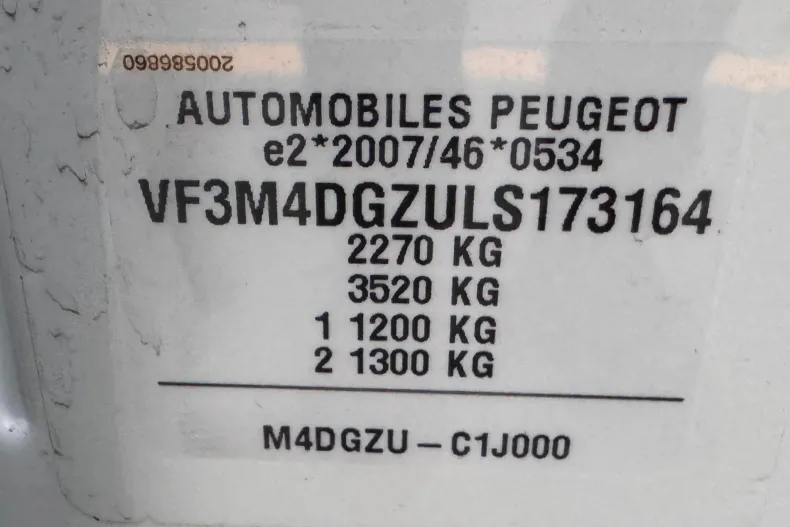 200586860
AUTOMOBILES PEUGEOT
e2*2007/46*0534
VF3M4DGZULS173164
2270 KG
3520 KG
1 1200 KG
2 1300 KG
M4DGZU – C1J000